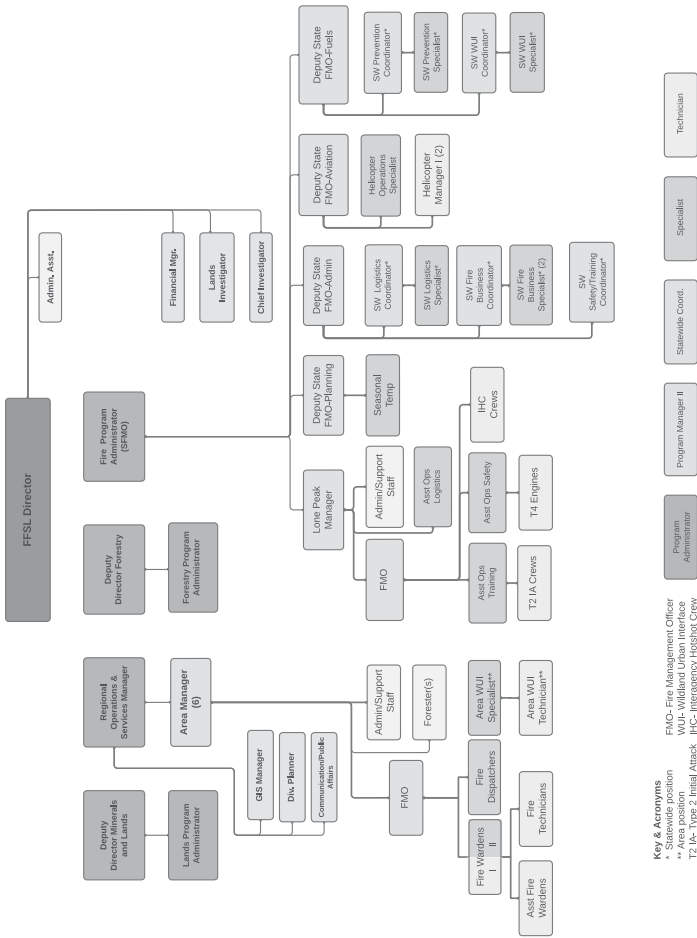 FFSL Director
Admin. Asst.
Financial Mgr.
Lands
Investigator
Chief Investigator
Deputy
Director Minerals
and Lands
Lands Program
Administrator
Regional
Operations &
Services Manager
Area Manager
(6)
GIS Manager
Div. Planner
Communication/Public
Affairs
Admin/Support
Staff
Forester(s)
FMO
Fire Wardens
I II
Fire
Dispatchers
Area WUI
Specialist**
Asst Fire
Wardens
Fire
Technicians
Area WUI
Technician**
Deputy
Director Forestry
Forestry Program
Administrator
Fire Program
Administrator
(SFMO)
Lone Peak
Manager
Admin/Support
Staff
Asst Ops
Logistics
FMO
Asst Ops
Training
Asst Ops Safety
IHC
Crews
T2 IA Crews
T4 Engines
Deputy State
FMO-Planning
Seasonal
Temp
Deputy State
FMO-Admin
SW Logistics
Coordinator*
SW Logistics
Specialist*
SW Fire
Business
Coordinator*
SW Fire
Business
Specialist* (2)
SW
Safety/Training
Coordinator*
Deputy State
FMO-Aviation
Helicopter
Operations
Specialist
Helicopter
Manager I (2)
Deputy State
FMO-Fuels
SW Prevention
Coordinator*
SW Prevention
Specialist*
SW WUI
Coordinator*
SW WUI
Specialist*
Key & Acronyms
* Statewide position
** Area position
T2 IA- Type 2 Initial Attack
FMO- Fire Management Officer
WUI- Wildland Urban Interface
IHC- Interagency Hotshot Crew
Program
Administrator
Program Manager II
Statewide Coord.
Specialist
Technician